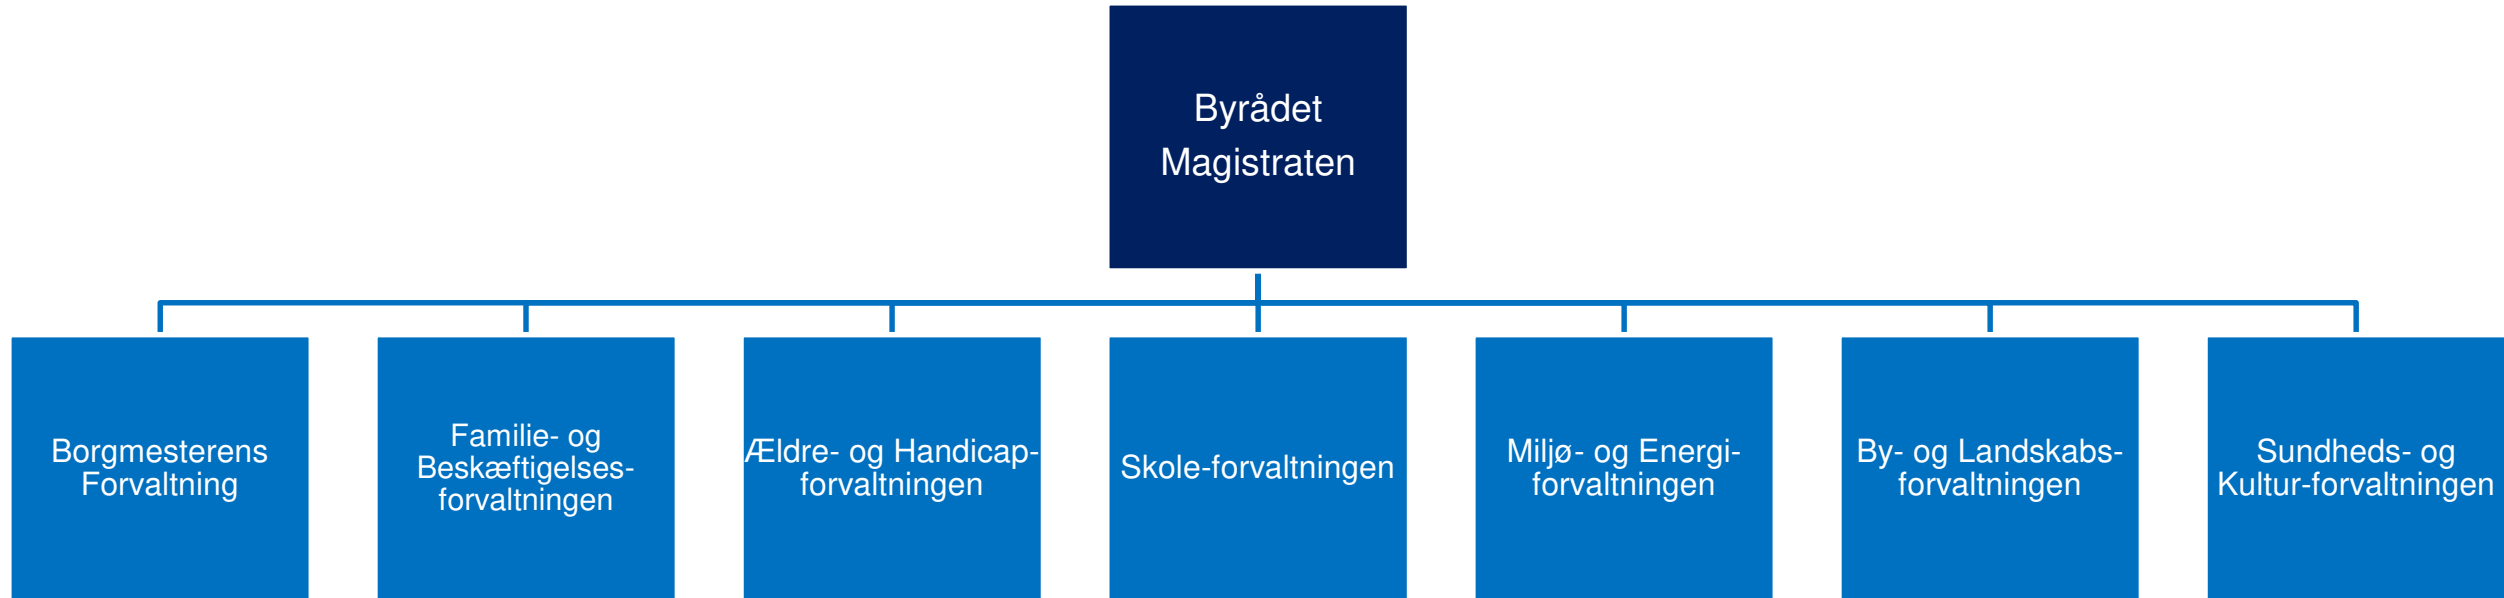 Byrådet
Magistraten
Borgmesterens
Forvaltning
Familie- og
Beskæftigelses-
forvaltningen
Ældre- og Handicap-
forvaltningen
Skole-forvaltningen
Miljø- og Energi-
forvaltningen
By- og Landskabs-
forvaltningen
Sundheds- og
Kultur-forvaltningen